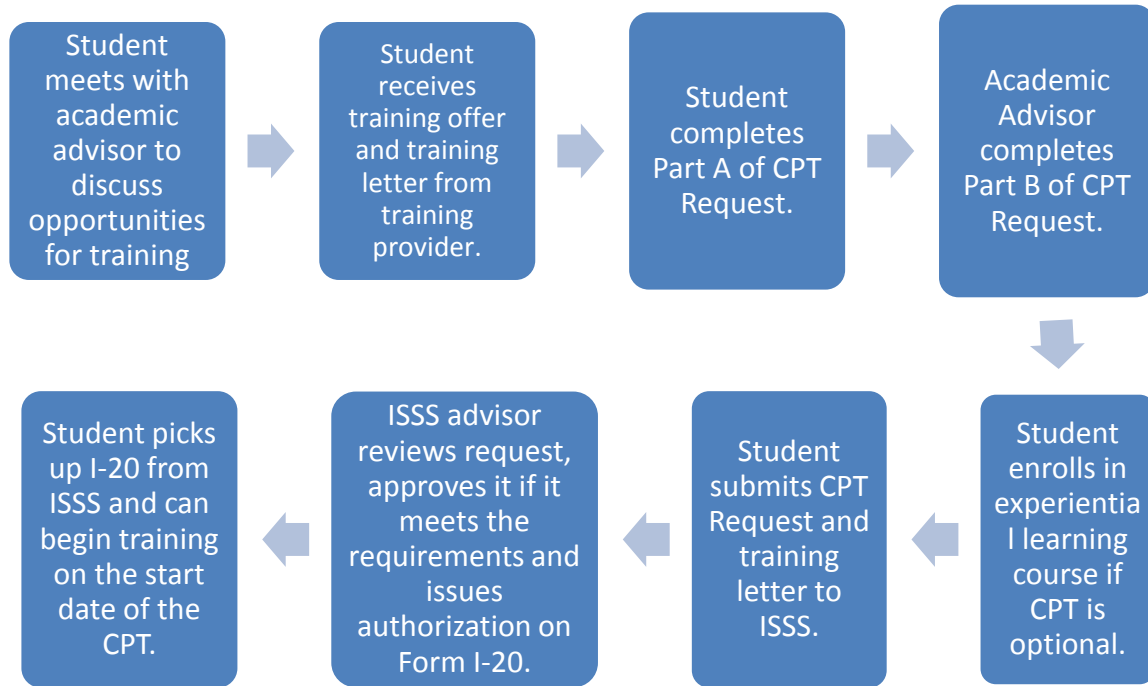 Student
meets with
academic
advisor to
discuss
opportunities
for training
Student
receives
training offer
and training
letter from
training
provider.
Student
completes
Part A of CPT
Request.
Academic
Advisor
completes
Part B of CPT
Request.
Student
enrolls in
experientia
l learning
course if
CPT is
optional.
Student
submits CPT
Request and
training
letter to
ISSS.
ISSS advisor
reviews request,
approves it if it
meets the
requirements and
issues
authorization on
Form I-20.
Student picks
up I-20 from
ISSS and can
begin training
on the start
date of the
CPT.